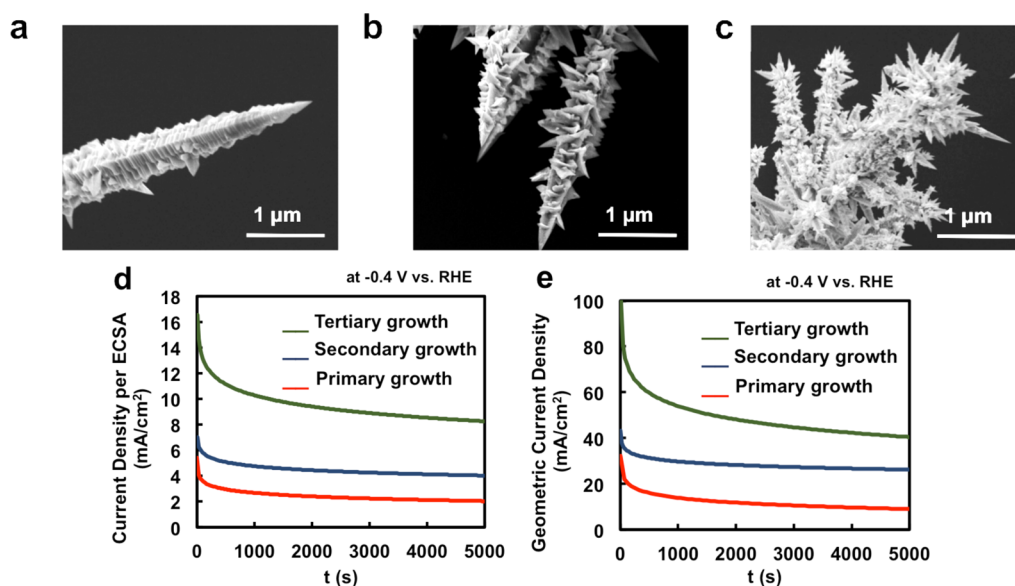 a
b
c
1 µm
1 µm
1 µm
d
at -0.4 V vs. RHE
Current Density per ECSA
(mA/cm²)
18
16
14
12
10
8
6
4
2
0
Tertiary growth
Secondary growth
Primary growth
0 1000 2000 3000 4000 5000
t (s)
e
at -0.4 V vs. RHE
Geometric Current Density
(mA/cm²)
100
80
60
40
20
0
Tertiary growth
Secondary growth
Primary growth
0 1000 2000 3000 4000 5000
t (s)